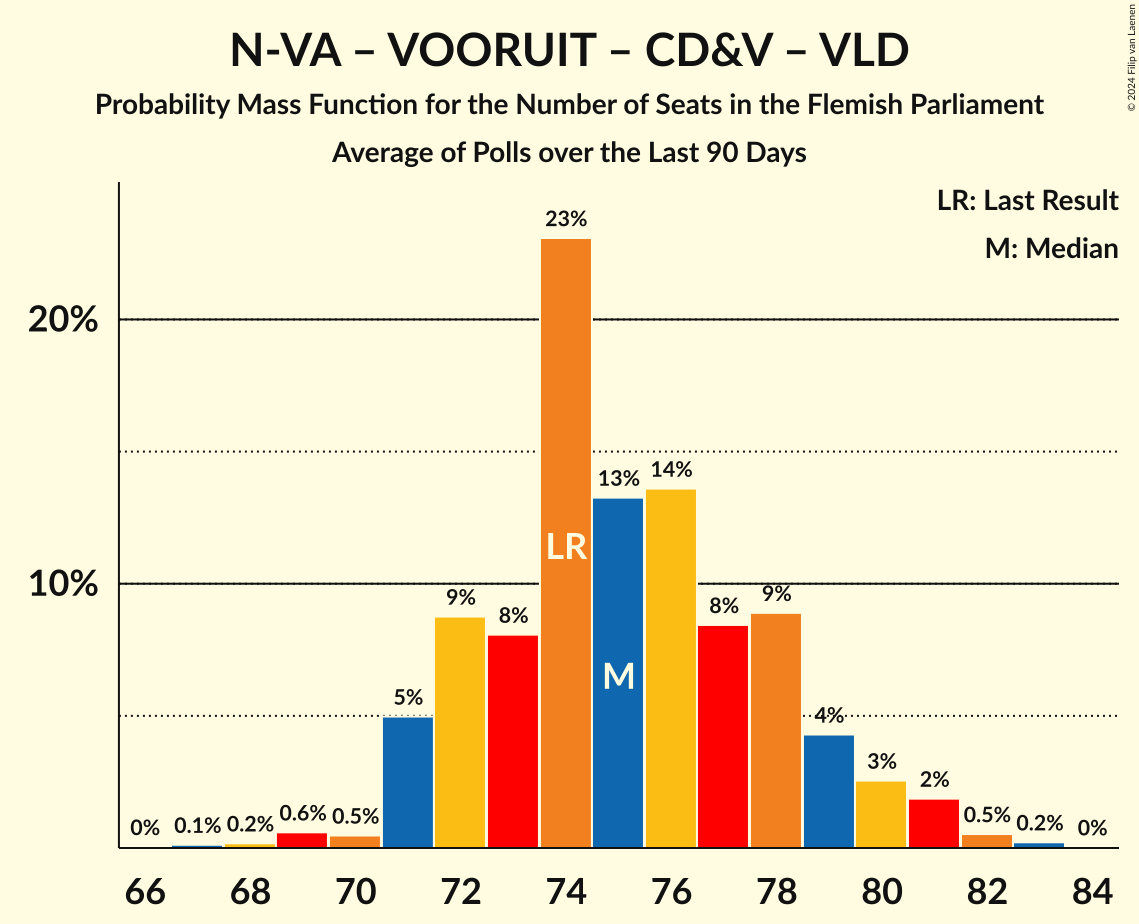 N-VA – VOORUIT – CD&V – VLD
Probability Mass Function for the Number of Seats in the Flemish Parliament
Average of Polls over the Last 90 Days
© 2024 Filip van Laenen
LR: Last Result
M: Median
20%
10%
0%
0.1%
0.2%
0.6%
0.5%
5%
9%
8%
23%
13%
14%
8%
9%
4%
3%
2%
0.5%
0.2%
0%
LR
M
66 68 70 72 74 76 78 80 82 84